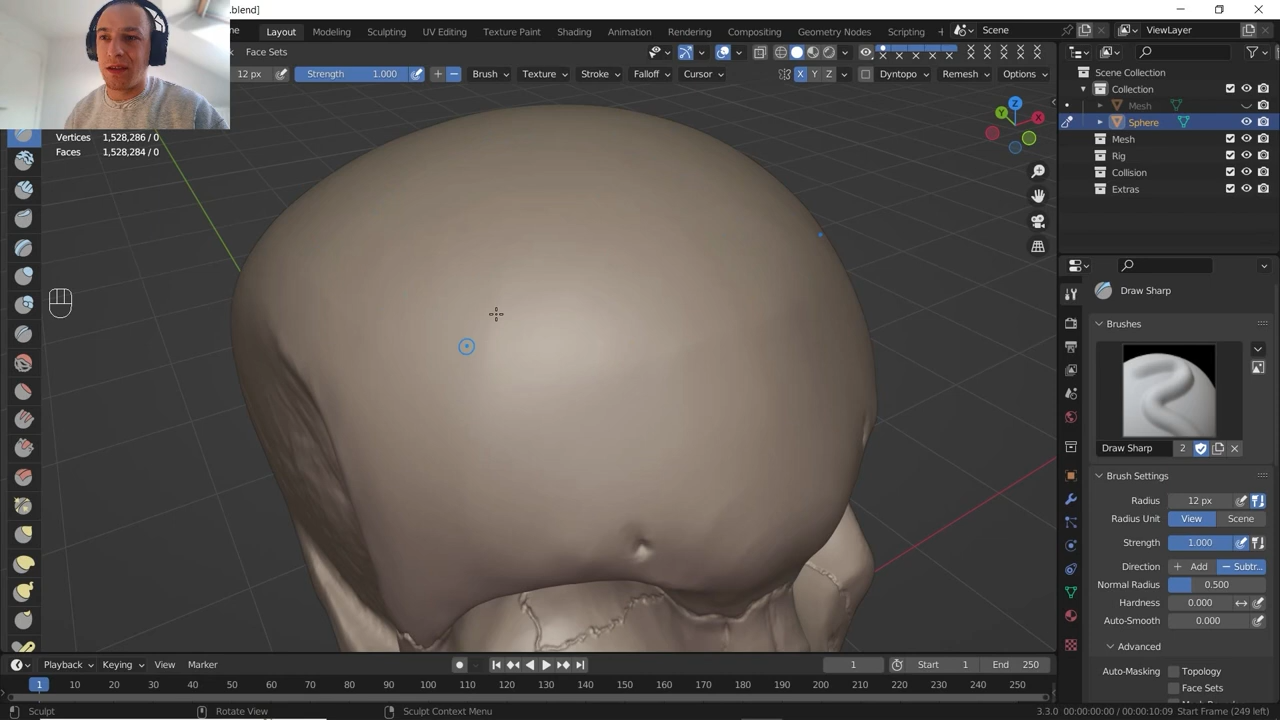 .blend]
ne
Layout Modeling Sculpting UV Editing Texture Paint Shading Animation Rendering Compositing Geometry Nodes Scripting
Scene
ViewLayer
Face Sets
12 px
Strength 1.000
Brush
Texture
Stroke
Falloff
Cursor
X Y Z
Dyntopo
Remesh
Options
Vertices 1,528,286 / 0
Faces 1,528,284 / 0
Z
Y
X
Scene Collection
Collection
Mesh
Sphere
Mesh
Rig
Collision
Extras
Draw Sharp
Brushes
Draw Sharp 2
Brush Settings
Radius 12 px
Radius Unit View Scene
Strength 1.000
Direction + Add − Subtr...
Normal Radius 0.500
Hardness 0.000
Auto-Smooth 0.000
Advanced
Auto-Masking Topology
Face Sets
Playback Keying View Marker
1 Start 1 End 250
1 10 20 30 40 50 60 70 80 90 100 110 120 130 140 150 160 170 180 190 200 210 220 230 240 250
Sculpt Rotate View Sculpt Context Menu
3.3.0 00:00:00:00 / 00:00:10:09 Start Frame (249 left)